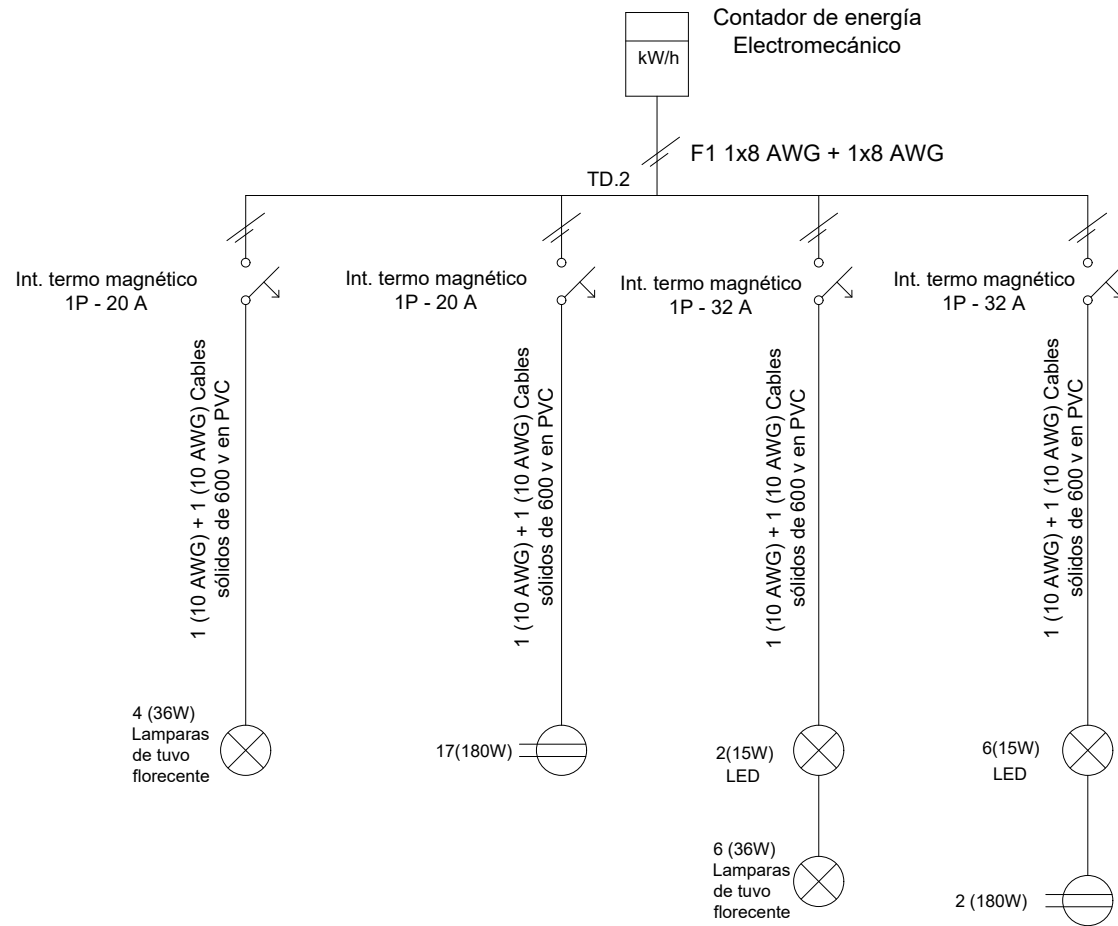 Contador de energía
Electromecánico
kW/h
F1 1x8 AWG + 1x8 AWG
TD.2
Int. termo magnético
1P - 20 A
Int. termo magnético
1P - 20 A
Int. termo magnético
1P - 32 A
Int. termo magnético
1P - 32 A
1 (10 AWG) + 1 (10 AWG) Cables
sólidos de 600 v en PVC
1 (10 AWG) + 1 (10 AWG) Cables
sólidos de 600 v en PVC
1 (10 AWG) + 1 (10 AWG) Cables
sólidos de 600 v en PVC
1 (10 AWG) + 1 (10 AWG) Cables
sólidos de 600 v en PVC
4 (36W)
Lamparas
de tuvo
florecente
17(180W)
2(15W)
LED
6(15W)
LED
6 (36W)
Lamparas
de tuvo
florecente
2 (180W)